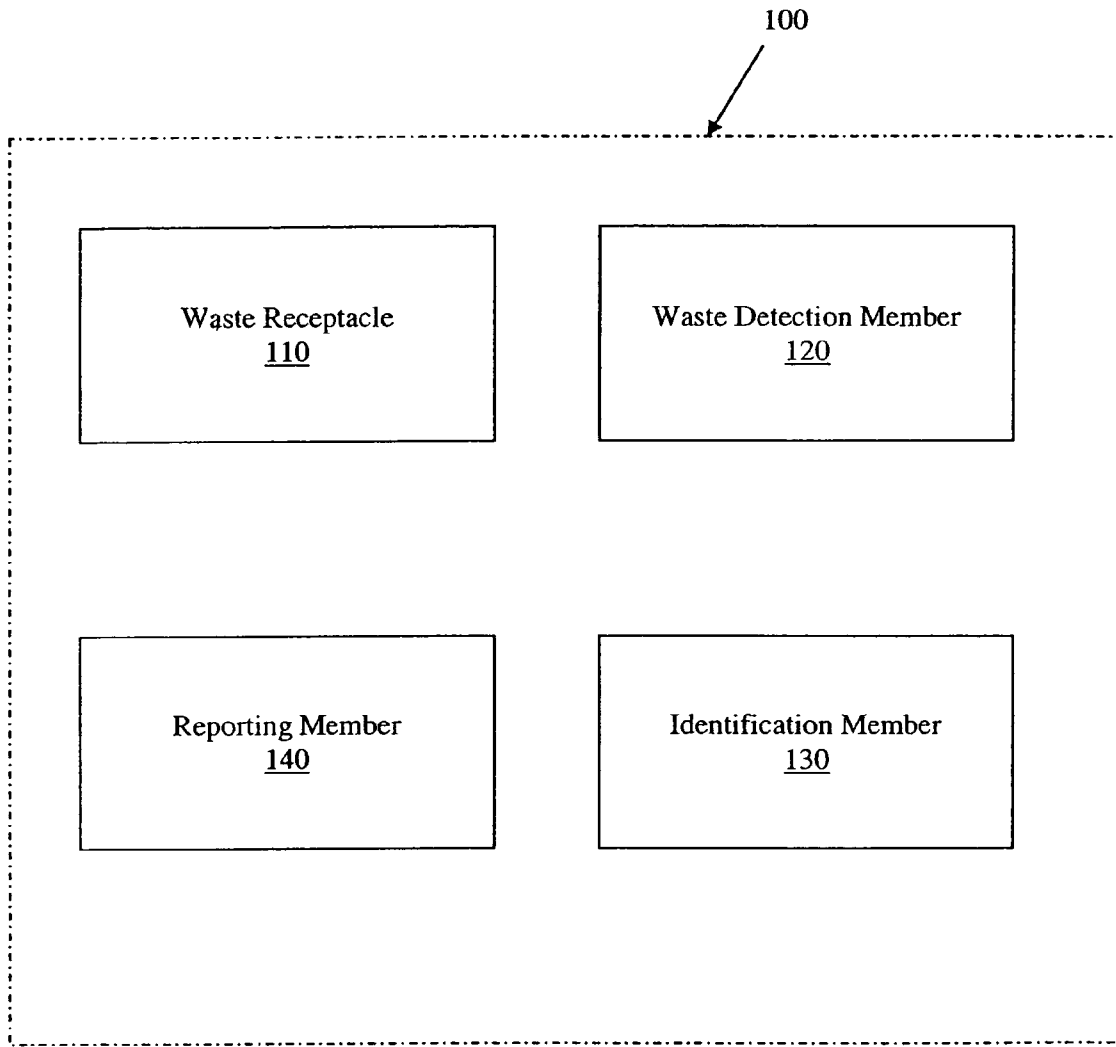 100
Waste Receptacle
110
Waste Detection Member
120
Reporting Member
140
Identification Member
130